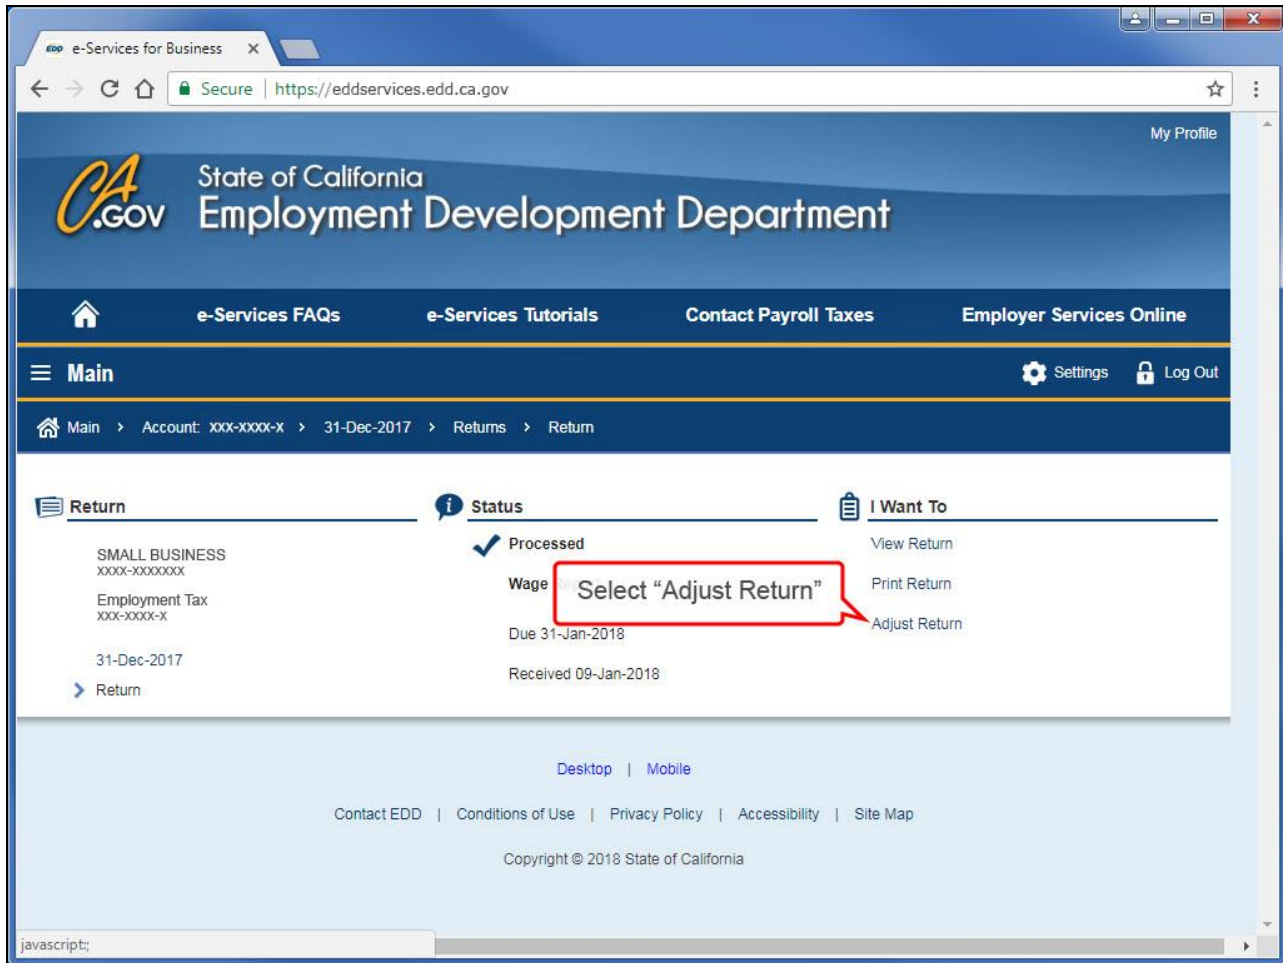 EDD e-Services for Business
Secure | https://eddservices.edd.ca.gov
My Profile
CA
.GOV
State of California
Employment Development Department
e-Services FAQs
e-Services Tutorials
Contact Payroll Taxes
Employer Services Online
Main
Settings
Log Out
Main > Account: xxx-xxxx-x > 31-Dec-2017 > Returns > Return
Return
SMALL BUSINESS
xxxx-xxxxxxx
Employment Tax
xxx-xxxx-x
31-Dec-2017
Return
Status
Processed
Wage
Due 31-Jan-2018
Received 09-Jan-2018
Select “Adjust Return”
I Want To
View Return
Print Return
Adjust Return
Desktop | Mobile
Contact EDD | Conditions of Use | Privacy Policy | Accessibility | Site Map
Copyright © 2018 State of California
javascript:;